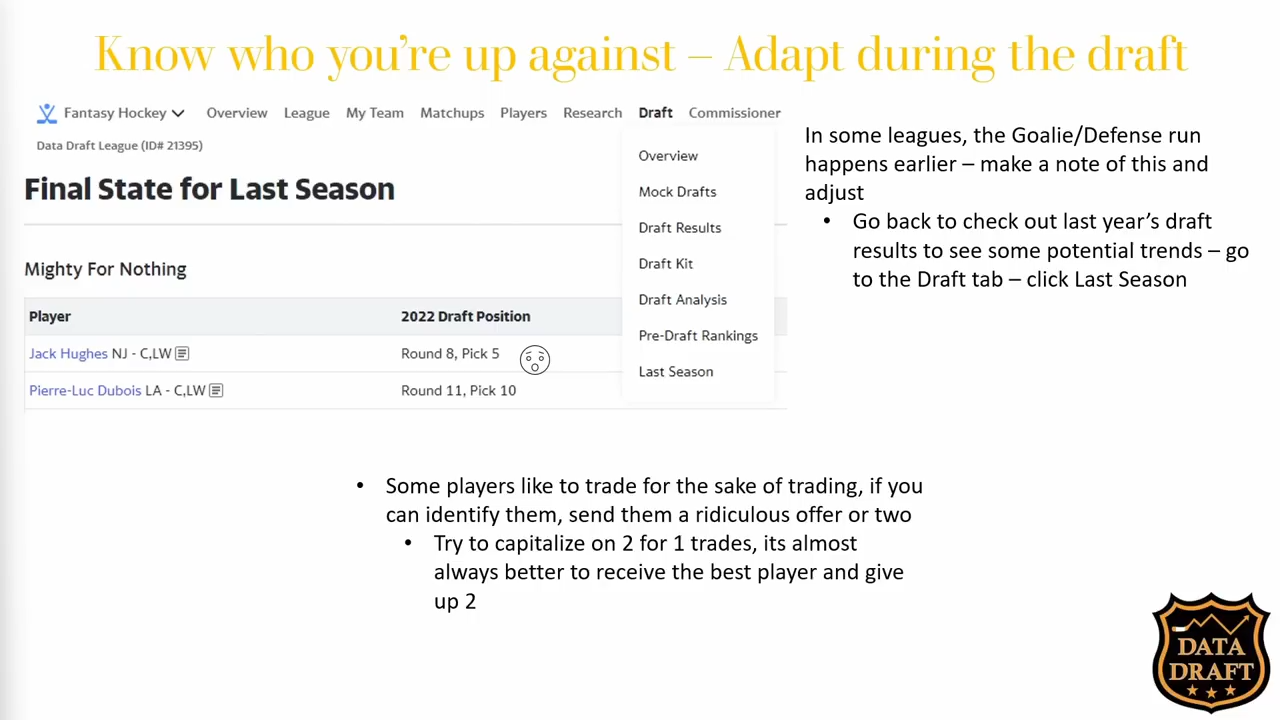 Know who you're up against – Adapt during the draft
Fantasy Hockey Overview League My Team Matchups Players Research Draft Commissioner
Data Draft League (ID# 21395)
Final State for Last Season
Mighty For Nothing
Player 2022 Draft Position
Jack Hughes NJ - C,LW Round 8, Pick 5
Pierre-Luc Dubois LA - C,LW Round 11, Pick 10
Overview
Mock Drafts
Draft Results
Draft Kit
Draft Analysis
Pre-Draft Rankings
Last Season
In some leagues, the Goalie/Defense run
happens earlier – make a note of this and
adjust
• Go back to check out last year's draft
results to see some potential trends – go
to the Draft tab – click Last Season
• Some players like to trade for the sake of trading, if you
can identify them, send them a ridiculous offer or two
• Try to capitalize on 2 for 1 trades, its almost
always better to receive the best player and give
up 2
DATA
DRAFT